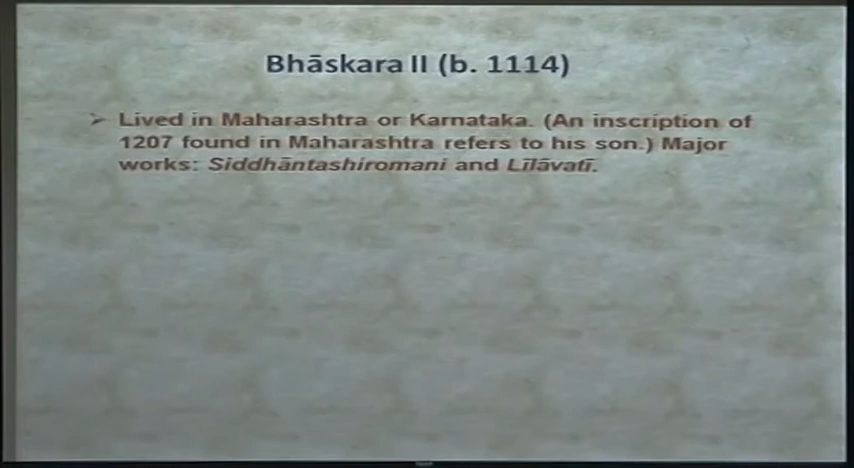 Bhāskara II (b. 1114)
➢ Lived in Maharashtra or Karnataka. (An inscription of
1207 found in Maharashtra refers to his son.) Major
works: Siddhāntashiromani and Līlāvatī.